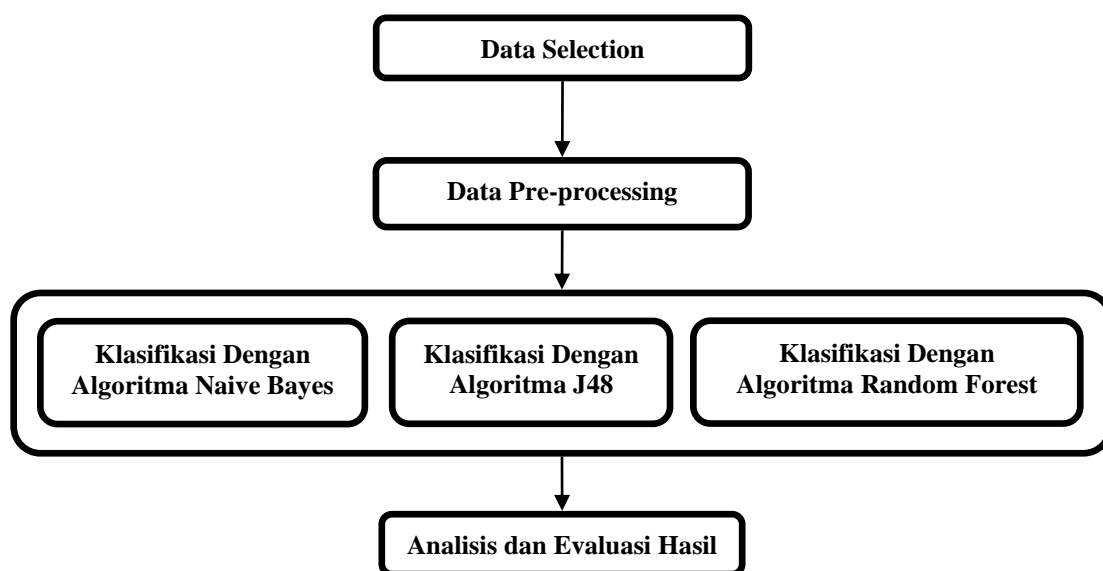 Data Selection
Data Pre-processing
Klasifikasi Dengan
Algoritma Naive Bayes
Klasifikasi Dengan
Algoritma J48
Klasifikasi Dengan
Algoritma Random Forest
Analisis dan Evaluasi Hasil